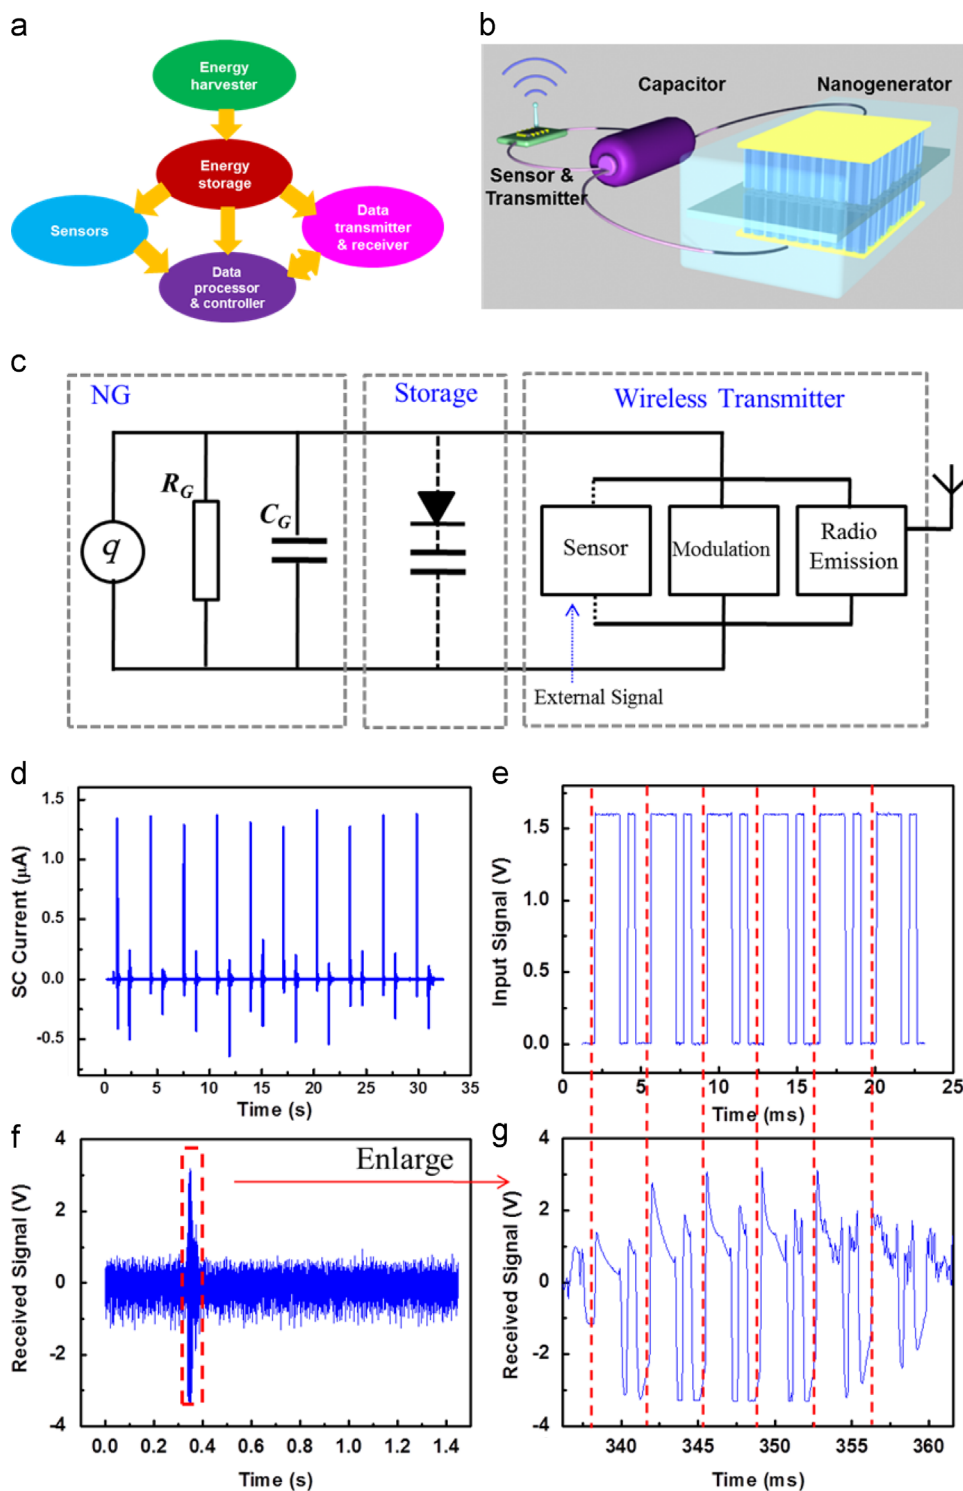 a
Energy
harvester
Energy
storage
Sensors
Data
transmitter
& receiver
Data
processor
& controller
b
Capacitor
Nanogenerator
Sensor &
Transmitter
c
NG
Storage
Wireless Transmitter
R_G
C_G
q
Sensor
Modulation
Radio
Emission
External Signal
d
1.5
1.0
0.5
0.0
-0.5
SC Current (μA)
0 5 10 15 20 25 30 35
Time (s)
e
1.5
1.0
0.5
0.0
Input Signal (V)
0 5 10 15 20 25
Time (ms)
f
4
2
0
-2
-4
Received Signal (V)
0.0 0.2 0.4 0.6 0.8 1.0 1.2 1.4
Time (s)
Enlarge
g
4
2
0
-2
-4
Received Signal (V)
340 345 350 355 360
Time (ms)